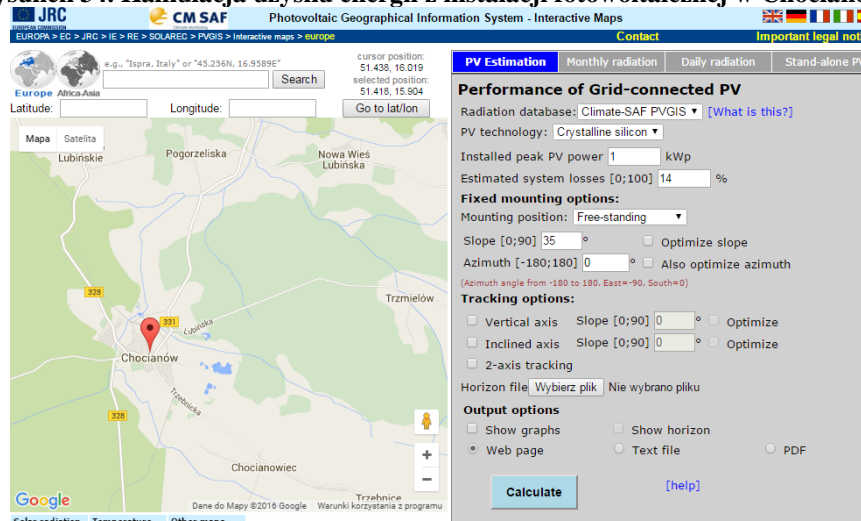 JRC
EUROPEAN COMMISSION
CM SAF
Photovoltaic Geographical Information System - Interactive Maps
EUROPA > EC > JRC > IE > RE > SOLAREC > PVGIS > Interactive maps > europe
Contact
Important legal noti
Europe
Africa-Asia
e.g., "Ispra, Italy" or "45.256N, 16.9589E"
Search
cursor position:
51.438, 16.019
selected position:
51.418, 15.904
Latitude:
Longitude:
Go to lat/lon
Mapa
Satelita
Lubińskie
Pogorzeliska
Nowa Wieś
Lubińska
328
Trzmielów
331
Lubińska
Chocianów
Trzebnicka
328
Chocianowiec
Trzebnice
Google
Dane do Mapy ©2016 Google
Warunki korzystania z programu
Solar radiation
Temperature
Other maps
PV Estimation
Monthly radiation
Daily radiation
Stand-alone PV
Performance of Grid-connected PV
Radiation database: Climate-SAF PVGIS [What is this?]
PV technology: Crystalline silicon
Installed peak PV power 1 kWp
Estimated system losses [0;100] 14 %
Fixed mounting options:
Mounting position: Free-standing
Slope [0;90] 35 ° Optimize slope
Azimuth [-180;180] 0 ° Also optimize azimuth
(Azimuth angle from -180 to 180. East=-90, South=0)
Tracking options:
Vertical axis Slope [0;90] 0 ° Optimize
Inclined axis Slope [0;90] 0 ° Optimize
2-axis tracking
Horizon file Wybierz plik Nie wybrano pliku
Output options
Show graphs Show horizon
Web page Text file PDF
Calculate [help]